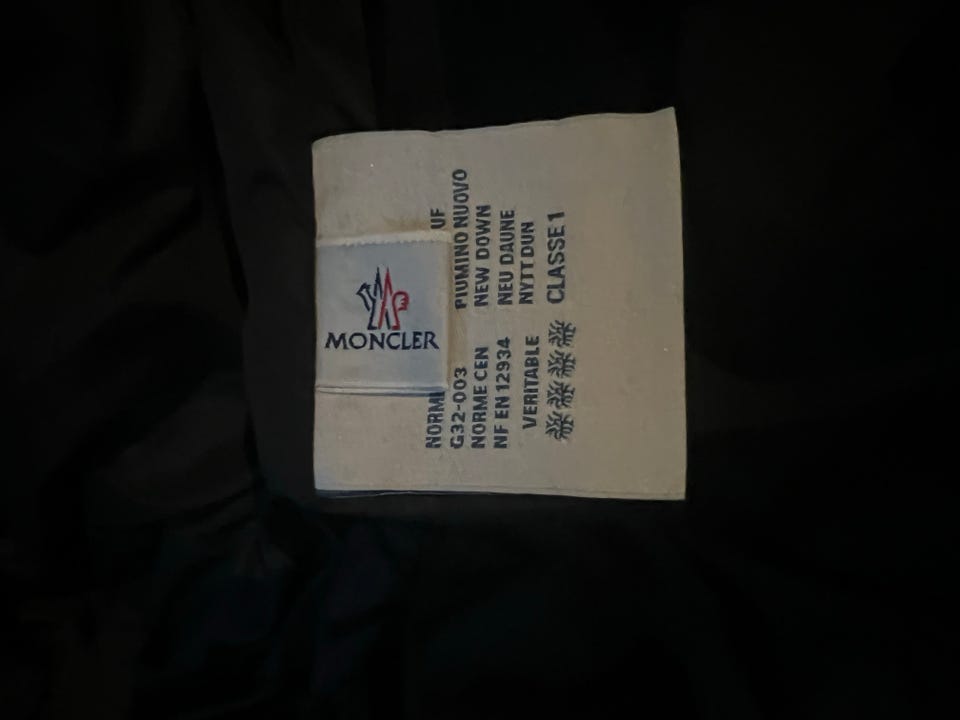 MONCLER
NORM UF
G32-003 PIUMINO NUOVO
NORME CEN NEW DOWN
NF EN 12934 NEU DAUNE
VERITABLE NYTT DUN
CLASSE 1